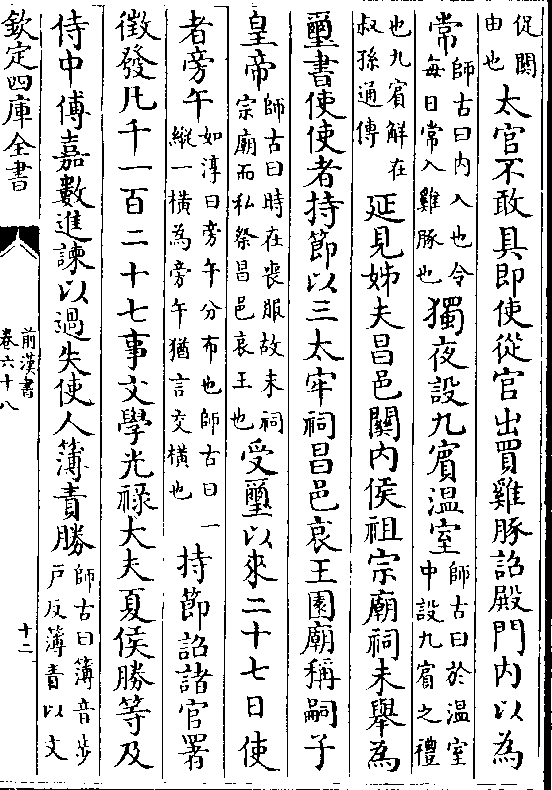 促關
由也
太官不敢具即使從官出買雞豚詔殿門内以為
常
師古曰内入也令
每日常入雞豚也
獨夜設九賓温室
師古曰於温室
中設九賓之禮
也九賓解在
叔孫通傳
延見姊夫昌邑關内侯祖宗廟祠未舉為
璽書使使者持節以三太牢祠昌邑哀王園廟稱嗣子
皇帝
師古曰時在喪服故未祠
宗廟而私祭昌邑哀王也
受璽以來二十七日使
者旁午
如淳曰旁午分布也師古曰一
縱一橫為旁午猶言交橫也
持節詔諸官署
徴發凡千一百二十七事文學光祿大夫夏侯勝等及
侍中傅嘉數進諫以過失使人簿責勝
師古曰簿音步
戸反簿責以文
欽定四庫全書
前漢書
卷六十八
十二